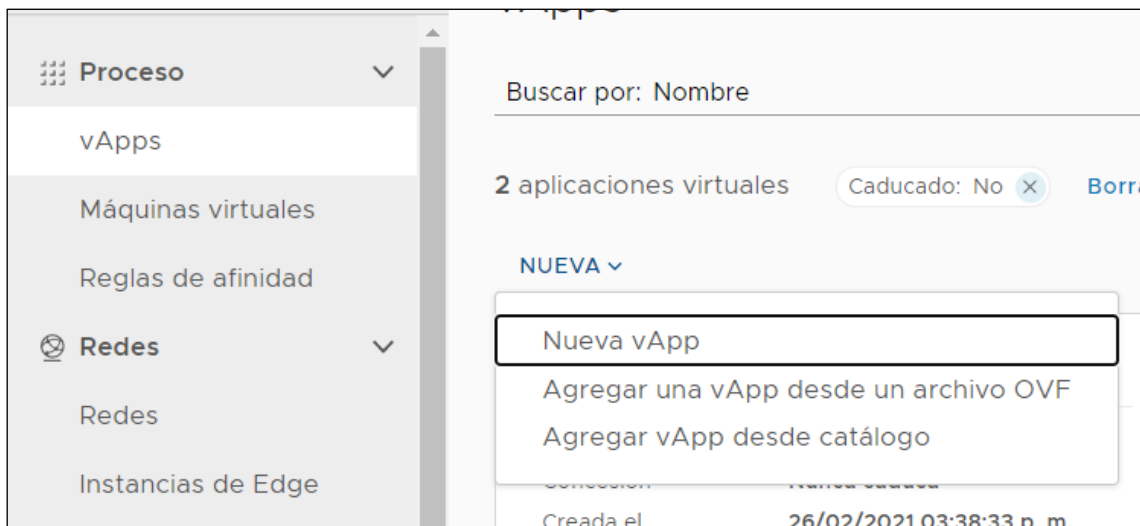 Proceso
vApps
Máquinas virtuales
Reglas de afinidad
Redes
Redes
Instancias de Edge
vApps
Buscar por: Nombre
2 aplicaciones virtuales
Caducado: No
Borra
NUEVA
Nueva vApp
Agregar una vApp desde un archivo OVF
Agregar vApp desde catálogo
Creada el 26/02/2021 03:38:33 p. m.